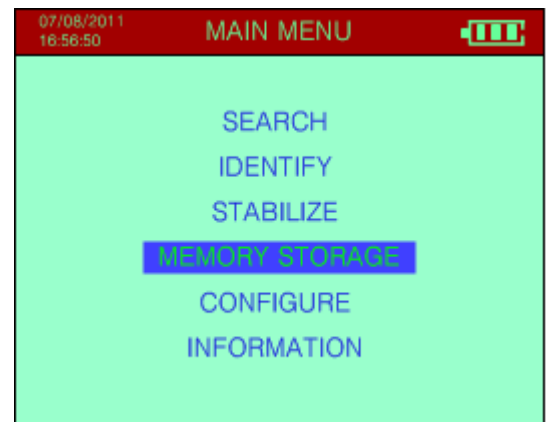 07/08/2011
16:56:50
MAIN MENU
SEARCH
IDENTIFY
STABILIZE
MEMORY STORAGE
CONFIGURE
INFORMATION